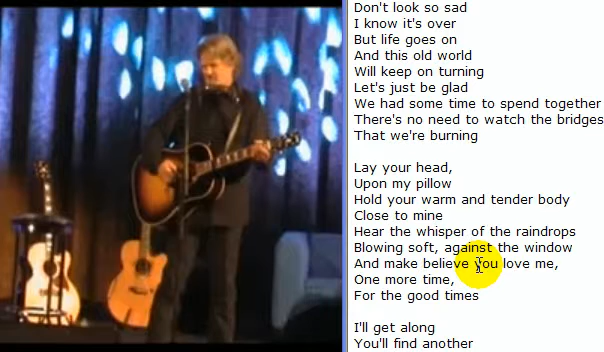 Don't look so sad
I know it's over
But life goes on
And this old world
Will keep on turning
Let's just be glad
We had some time to spend together
There's no need to watch the bridges
That we're burning

Lay your head,
Upon my pillow
Hold your warm and tender body
Close to mine
Hear the whisper of the raindrops
Blowing soft, against the window
And make believe you love me,
One more time,
For the good times

I'll get along
You'll find another